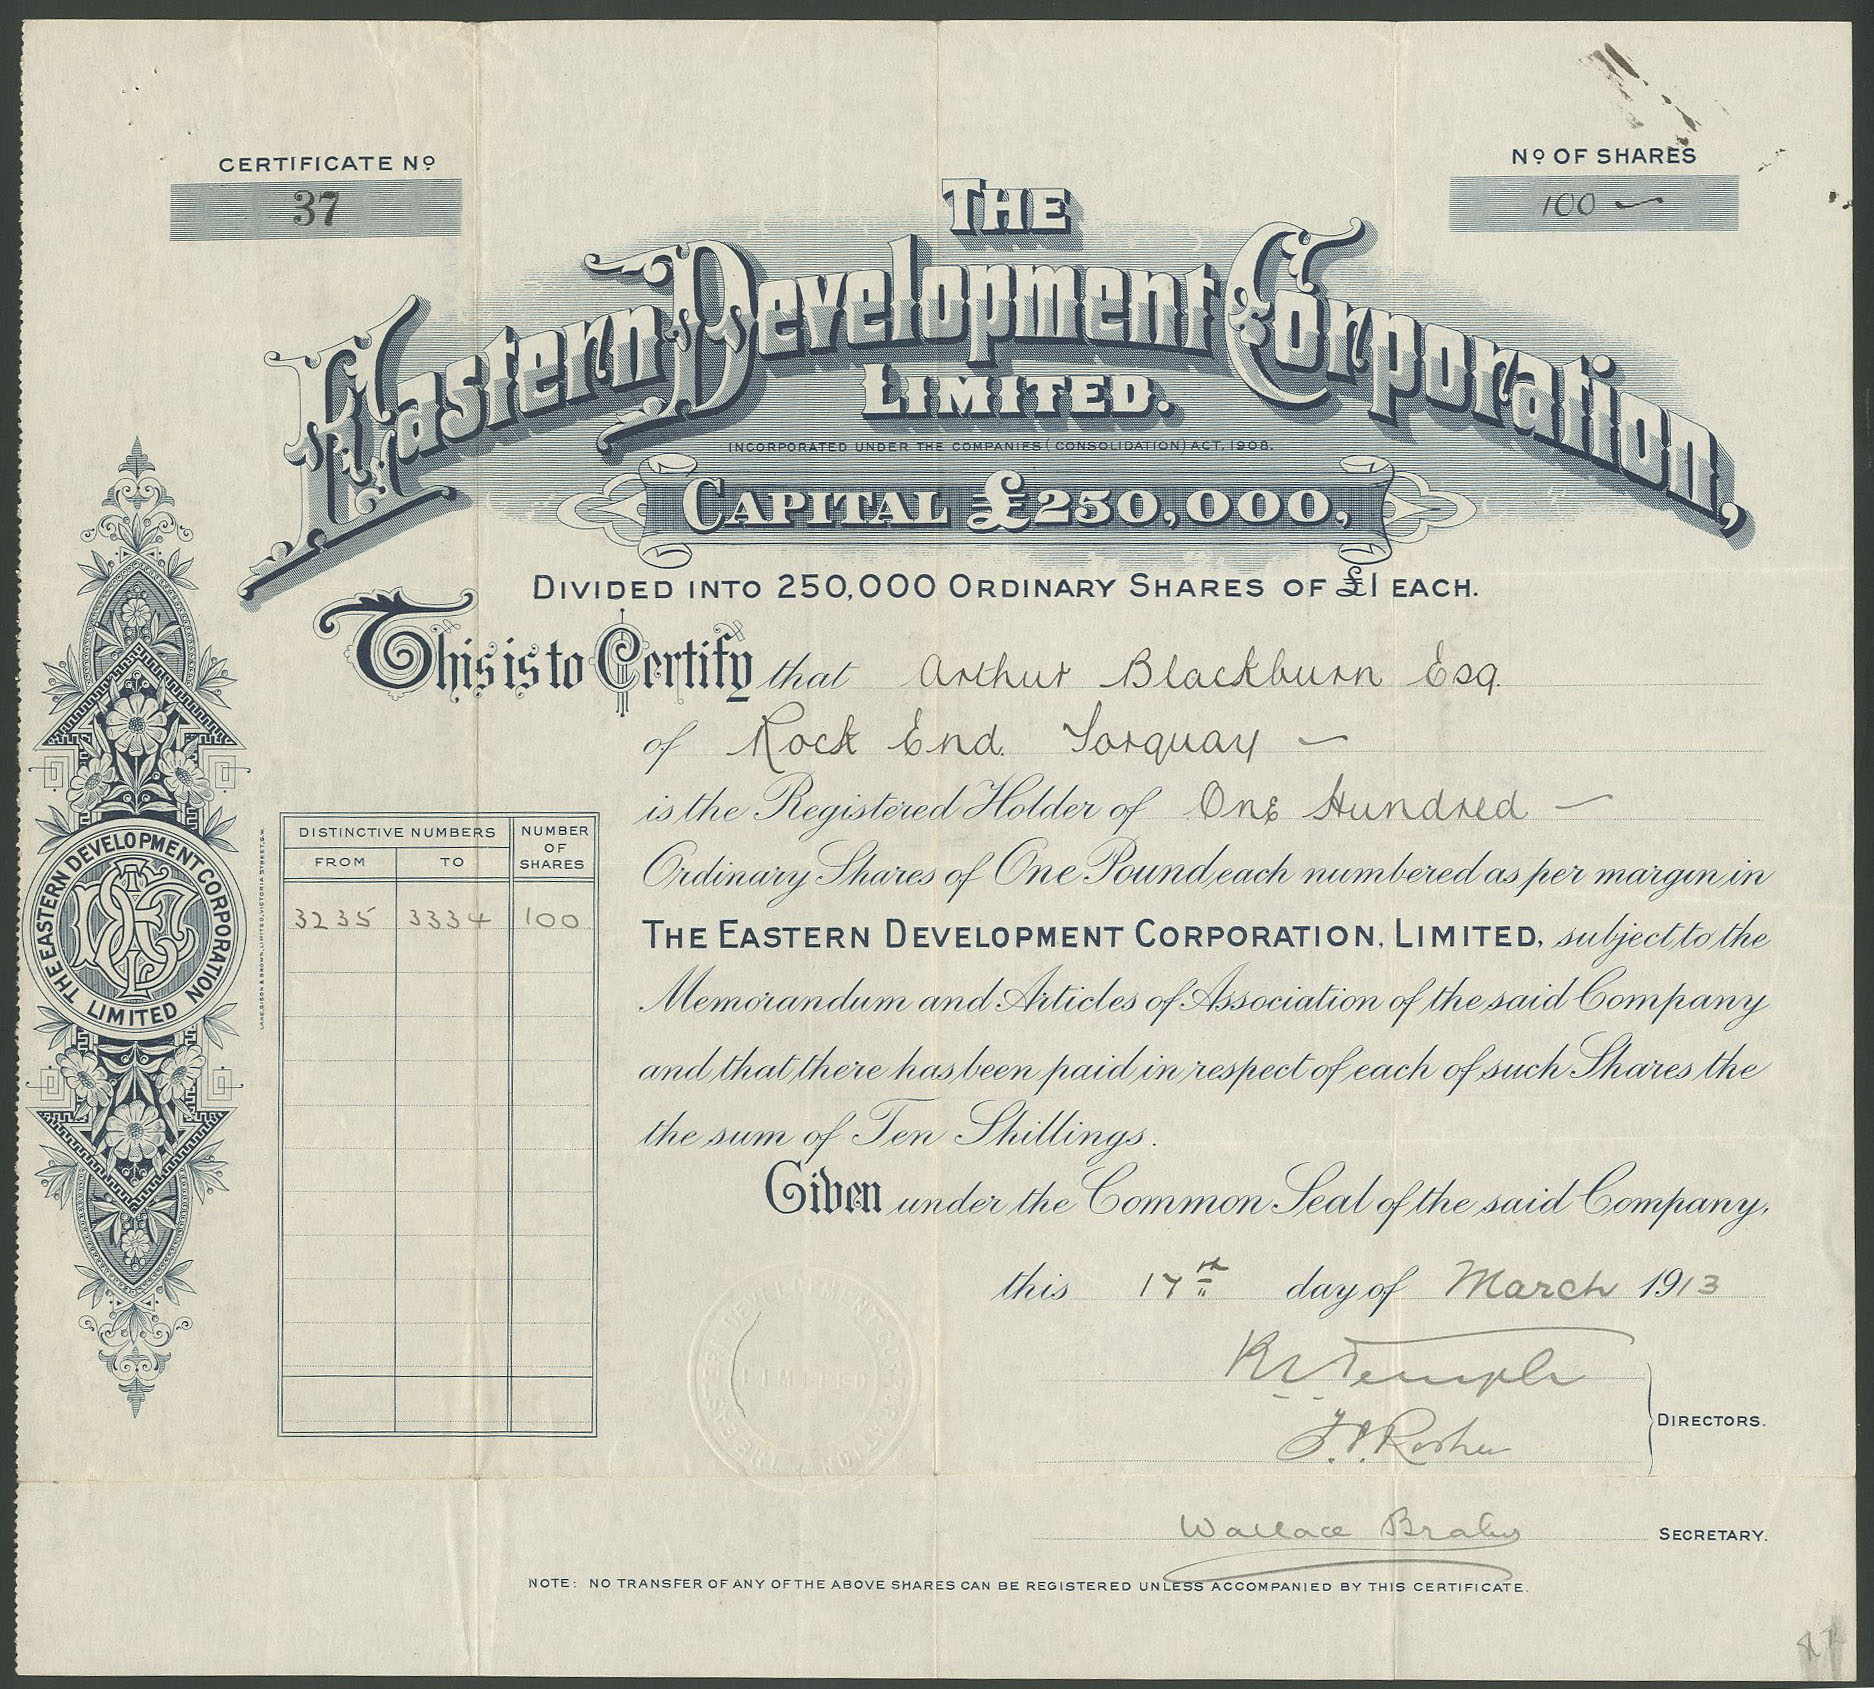 CERTIFICATE Nº
37
Nº OF SHARES
100
THE
Eastern Development Corporation,
LIMITED.
INCORPORATED UNDER THE COMPANIES (CONSOLIDATION) ACT, 1908.
CAPITAL £250,000,
DIVIDED INTO 250,000 ORDINARY SHARES OF £1 EACH.
This is to Certify that Arthur Blackburn Esq.
of Rock End. Torquay
is the Registered Holder of One Hundred
Ordinary Shares of One Pound each numbered as per margin in
THE EASTERN DEVELOPMENT CORPORATION, LIMITED, subject to the
Memorandum and Articles of Association of the said Company
and that there has been paid in respect of each of such Shares the
the sum of Ten Shillings.
Given under the Common Seal of the said Company,
this 17th day of March 1913
DISTINCTIVE NUMBERS
NUMBER OF SHARES
FROM TO
3235 3334 100
THE EASTERN DEVELOPMENT CORPORATION
LIMITED
LIMITED
R. Temple
DIRECTORS.
Wallace
SECRETARY.
NOTE: NO TRANSFER OF ANY OF THE ABOVE SHARES CAN BE REGISTERED UNLESS ACCOMPANIED BY THIS CERTIFICATE.